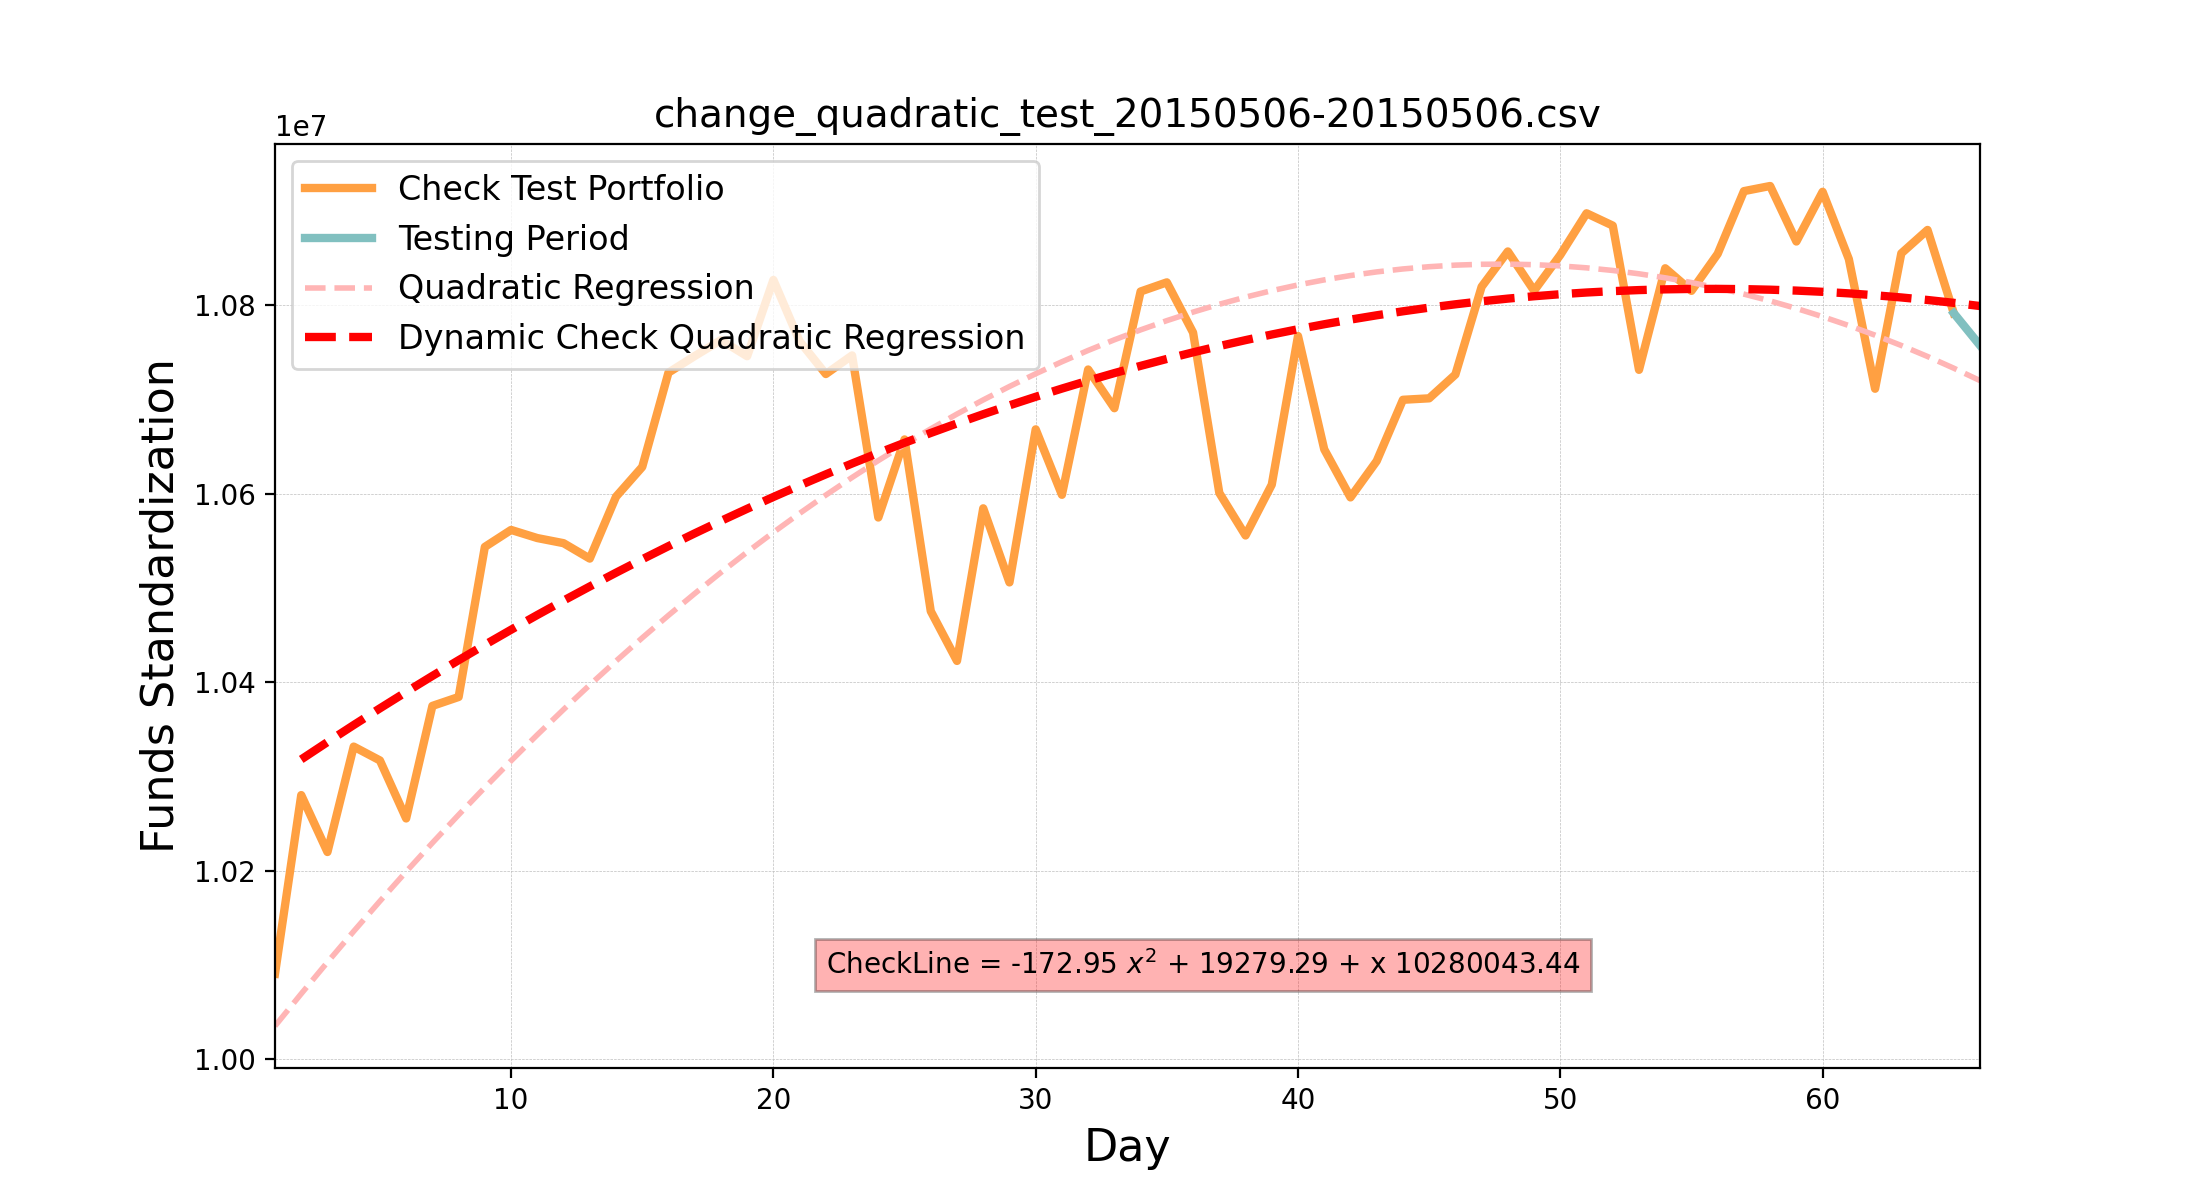 change_quadratic_test_20150506-20150506.csv
1e7
Check Test Portfolio
Testing Period
Quadratic Regression
Dynamic Check Quadratic Regression
1.08
1.06
1.04
1.02
1.00
Funds Standardization
CheckLine = -172.95 x² + 19279.29 + x 10280043.44
10 20 30 40 50 60
Day